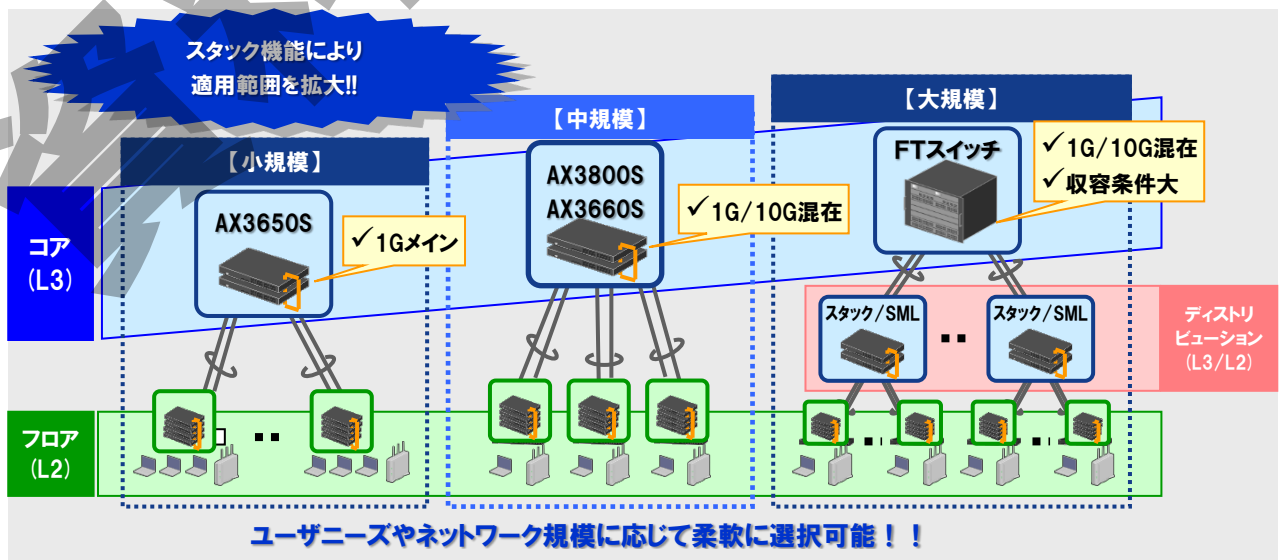 スタック機能により
適用範囲を拡大!!
【小規模】
【中規模】
【大規模】
コア
(L3)
AX3650S
✓1Gメイン
AX3800S
AX3660S
✓1G/10G混在
FTスイッチ
✓1G/10G混在
✓収容条件大
スタック/SML
スタック/SML
ディストリ
ビューション
(L3/L2)
フロア
(L2)
ユーザニーズやネットワーク規模に応じて柔軟に選択可能！！